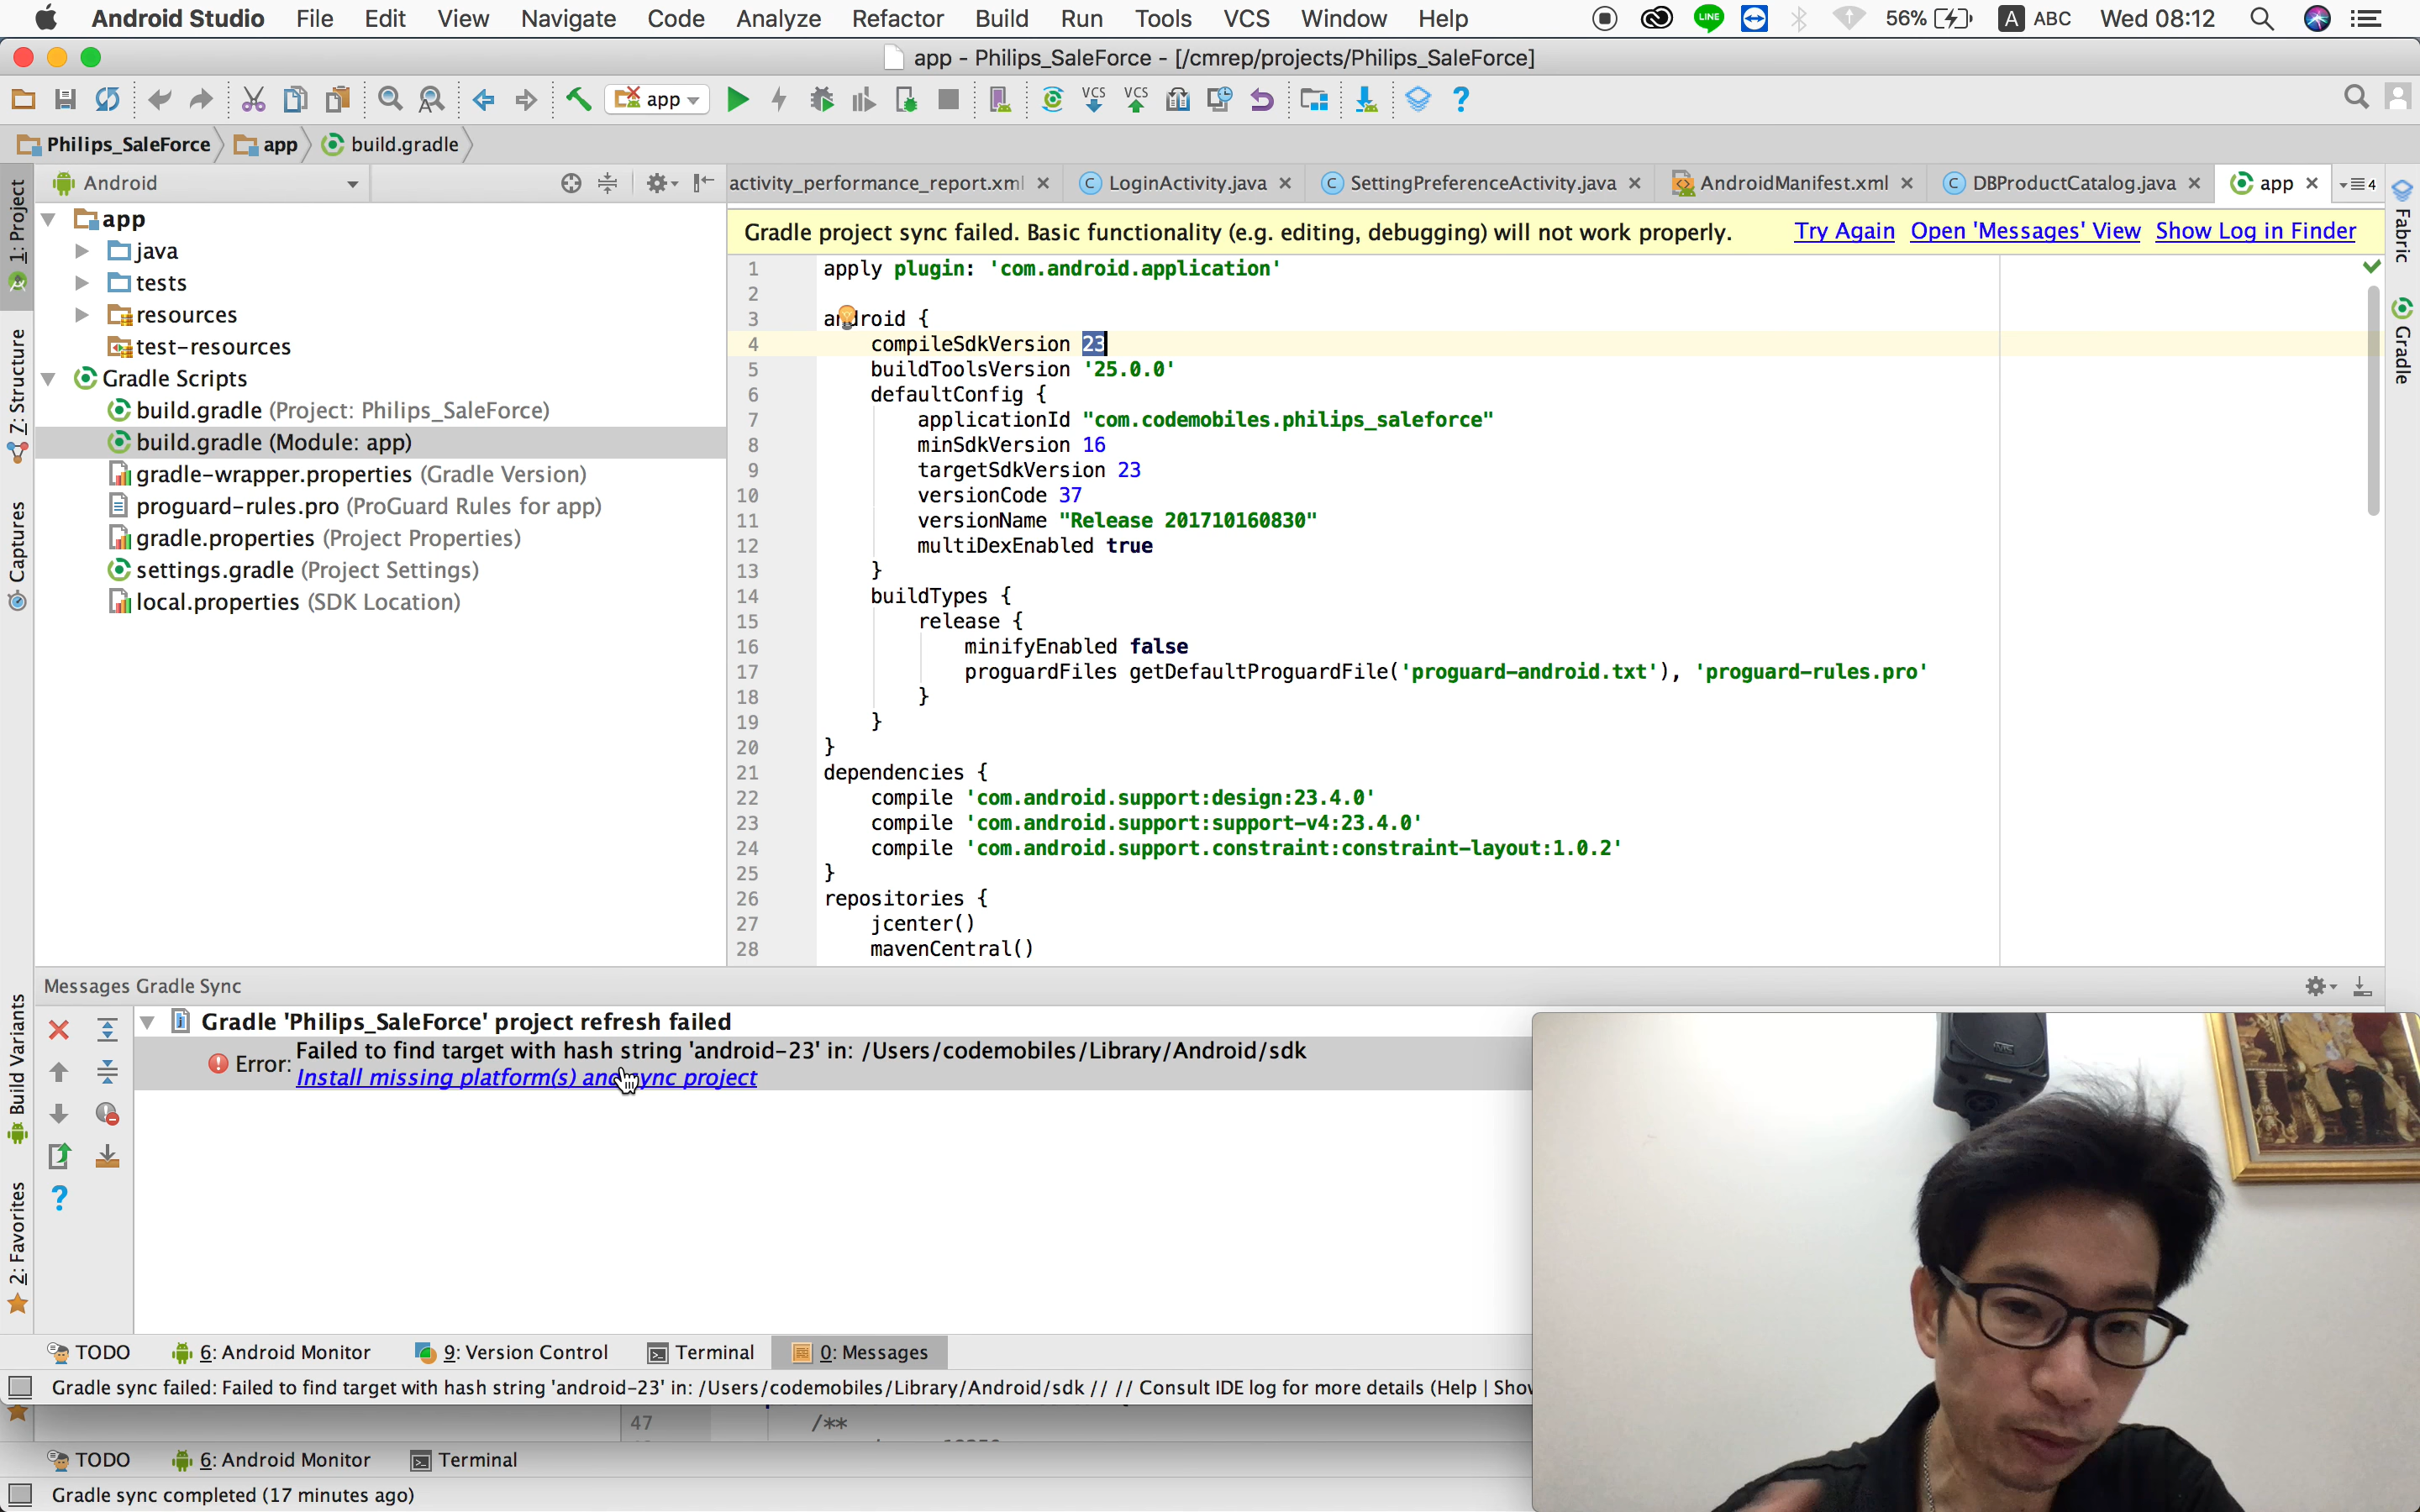 Android Studio File Edit View Navigate Code Analyze Refactor Build Run Tools VCS Window Help LINE 56% A ABC Wed 08:12
app - Philips_SaleForce - [/cmrep/projects/Philips_SaleForce]
app VCS VCS ?
Philips_SaleForce app build.gradle
Android activity_performance_report.xml LoginActivity.java SettingPreferenceActivity.java AndroidManifest.xml DBProductCatalog.java app 4
Gradle project sync failed. Basic functionality (e.g. editing, debugging) will not work properly. Try Again Open 'Messages' View Show Log in Finder
1: Project
Z: Structure
Captures
Build Variants
2: Favorites
Fabric
Gradle
app
java
tests
resources
test-resources
Gradle Scripts
build.gradle (Project: Philips_SaleForce)
build.gradle (Module: app)
gradle-wrapper.properties (Gradle Version)
proguard-rules.pro (ProGuard Rules for app)
gradle.properties (Project Properties)
settings.gradle (Project Settings)
local.properties (SDK Location)
1 apply plugin: 'com.android.application'
2
3 android {
4 compileSdkVersion 23
5 buildToolsVersion '25.0.0'
6 defaultConfig {
7 applicationId "com.codemobiles.philips_saleforce"
8 minSdkVersion 16
9 targetSdkVersion 23
10 versionCode 37
11 versionName "Release 201710160830"
12 multiDexEnabled true
13 }
14 buildTypes {
15 release {
16 minifyEnabled false
17 proguardFiles getDefaultProguardFile('proguard-android.txt'), 'proguard-rules.pro'
18 }
19 }
20 }
21 dependencies {
22 compile 'com.android.support:design:23.4.0'
23 compile 'com.android.support:support-v4:23.4.0'
24 compile 'com.android.support.constraint:constraint-layout:1.0.2'
25 }
26 repositories {
27 jcenter()
28 mavenCentral()
Messages Gradle Sync
Gradle 'Philips_SaleForce' project refresh failed
Error: Failed to find target with hash string 'android-23' in: /Users/codemobiles/Library/Android/sdk
Install missing platform(s) and sync project
TODO 6: Android Monitor 9: Version Control Terminal 0: Messages
Gradle sync failed: Failed to find target with hash string 'android-23' in: /Users/codemobiles/Library/Android/sdk // // Consult IDE log for more details (Help | Show
47 /**
TODO 6: Android Monitor Terminal
Gradle sync completed (17 minutes ago)